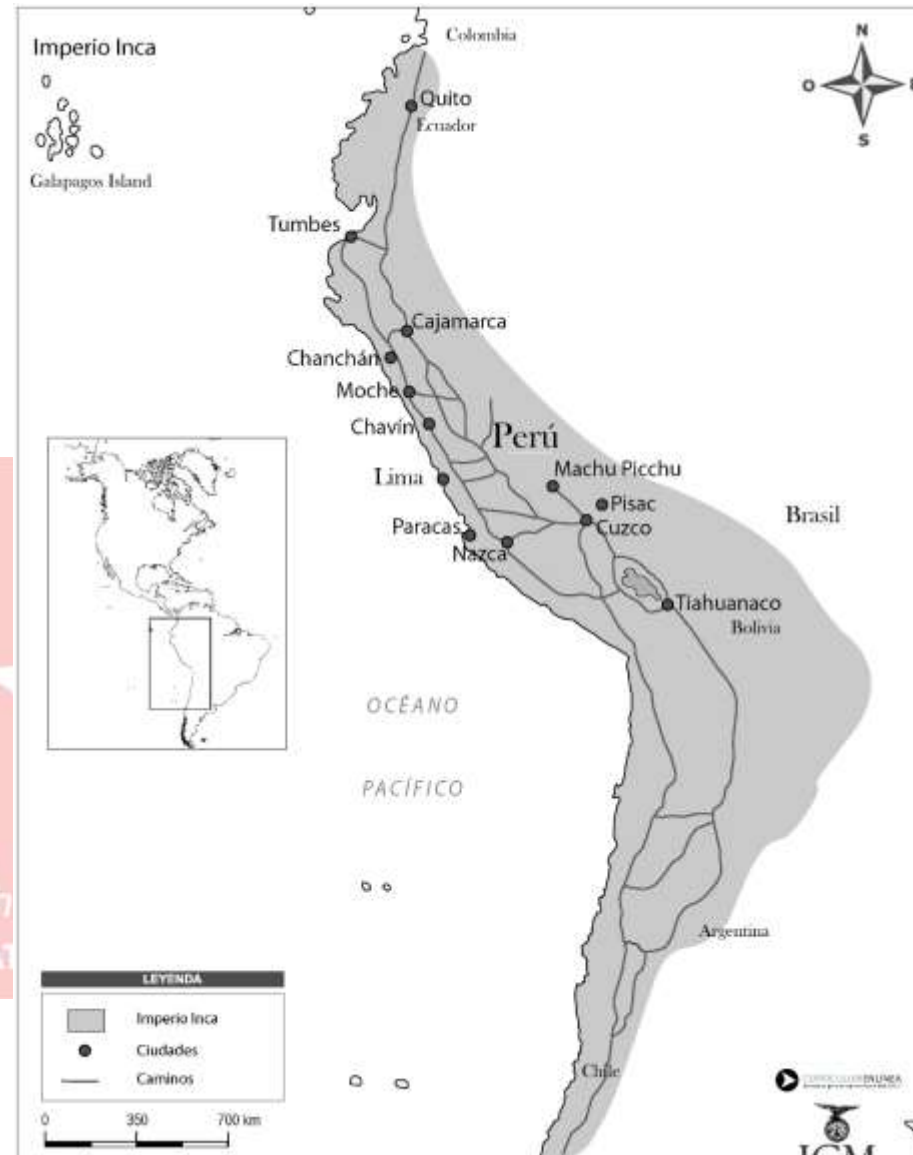 Imperio Inca
Galapagos Island
Colombia
N
O
E
S
Quito
Ecuador
Tumbes
Cajamarca
Chanchán
Moche
Chavín
Perú
Lima
Machu Picchu
Pisac
Cuzco
Brasil
Paracas
Nazca
Tiahuanaco
Bolivia
OCÉANO
PACÍFICO
Argentina
Chile
LEYENDA
Imperio Inca
Ciudades
Caminos
0 350 700 km
IGM